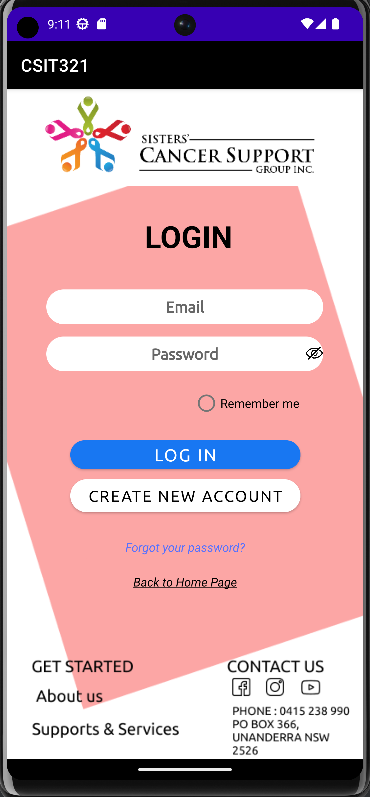 9:11
CSIT321
SISTERS'
CANCER SUPPORT
GROUP INC.
LOGIN
Email
Password
Remember me
LOG IN
CREATE NEW ACCOUNT
Forgot your password?
Back to Home Page
GET STARTED
About us
Supports & Services
CONTACT US
PHONE : 0415 238 990
PO BOX 366,
UNANDERRA NSW
2526